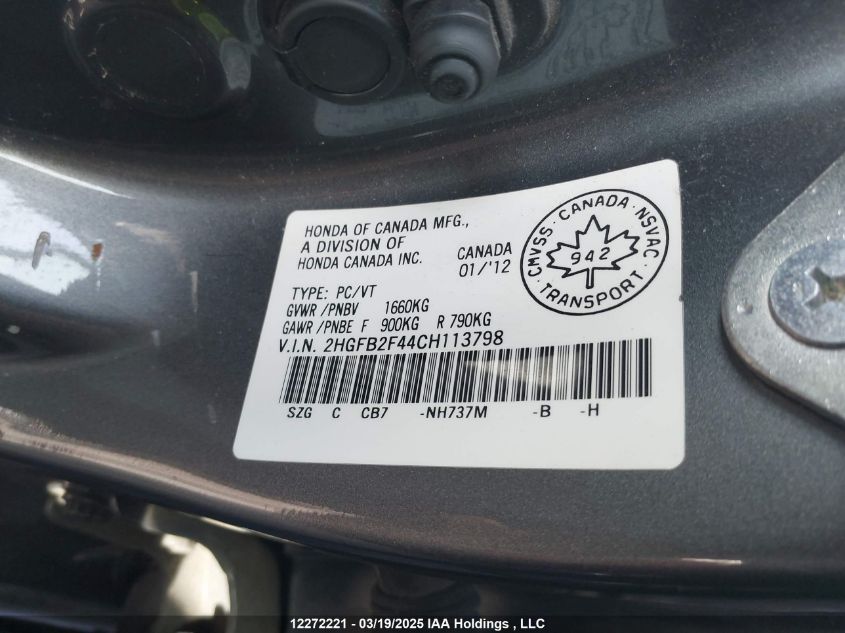 HONDA OF CANADA MFG.,
A DIVISION OF
HONDA CANADA INC.
CANADA
01/'12
CMVSS · CANADA · NSVAC
942
TRANSPORT
TYPE: PC/VT
GVWR /PNBV 1660KG
GAWR /PNBE F 900KG R 790KG
V.I.N. 2HGFB2F44CH113798
SZG C CB7 -NH737M -B -H
12272221 - 03/19/2025 IAA Holdings , LLC